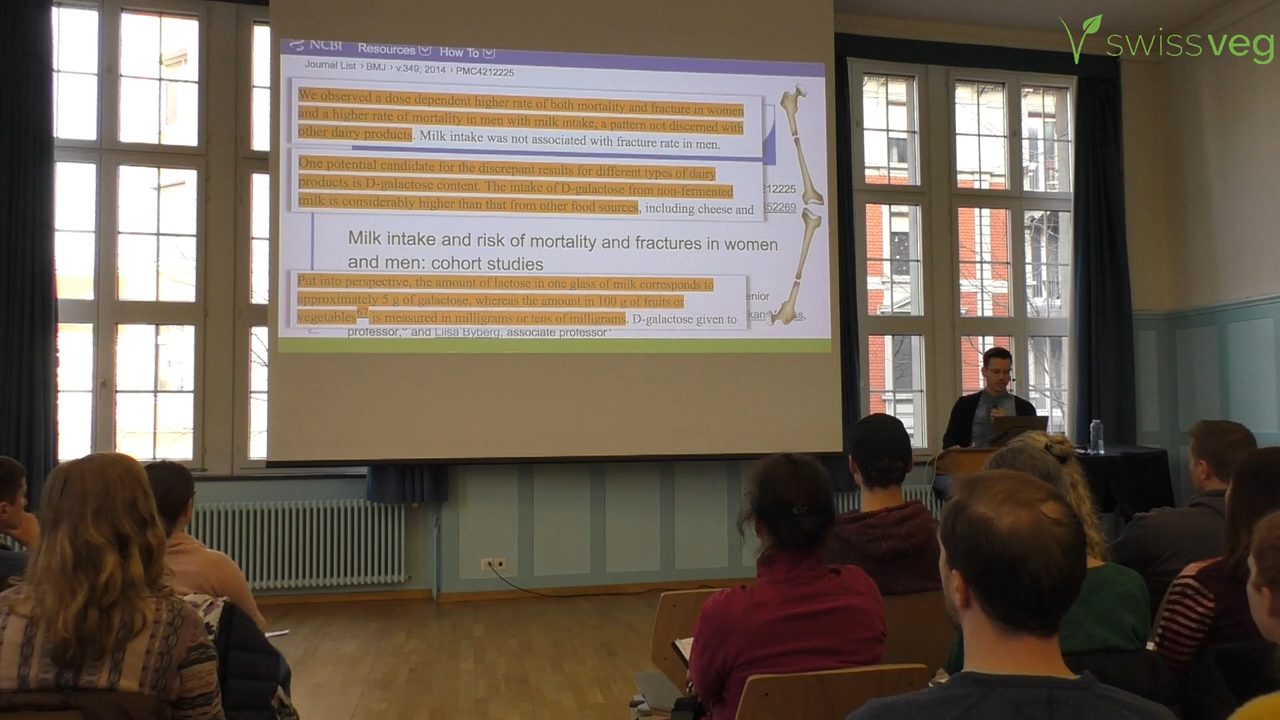 swissveg
NCBI Resources How To
Journal List › BMJ › v.349; 2014 › PMC4212225
We observed a dose dependent higher rate of both mortality and fracture in women
and a higher rate of mortality in men with milk intake, a pattern not discerned with
other dairy products. Milk intake was not associated with fracture rate in men.
One potential candidate for the discrepant results for different types of dairy
products is D-galactose content. The intake of D-galactose from non-fermented
milk is considerably higher than that from other food sources, including cheese and
12225
52269
Milk intake and risk of mortality and fractures in women
and men: cohort studies
Put into perspective, the amount of lactose in one glass of milk corresponds to
approximately 5 g of galactose, whereas the amount in 100 g of fruits or
vegetables is measured in milligrams or tens of milligrams. D-galactose given to
enior
professor, and Liisa Byberg, associate professor